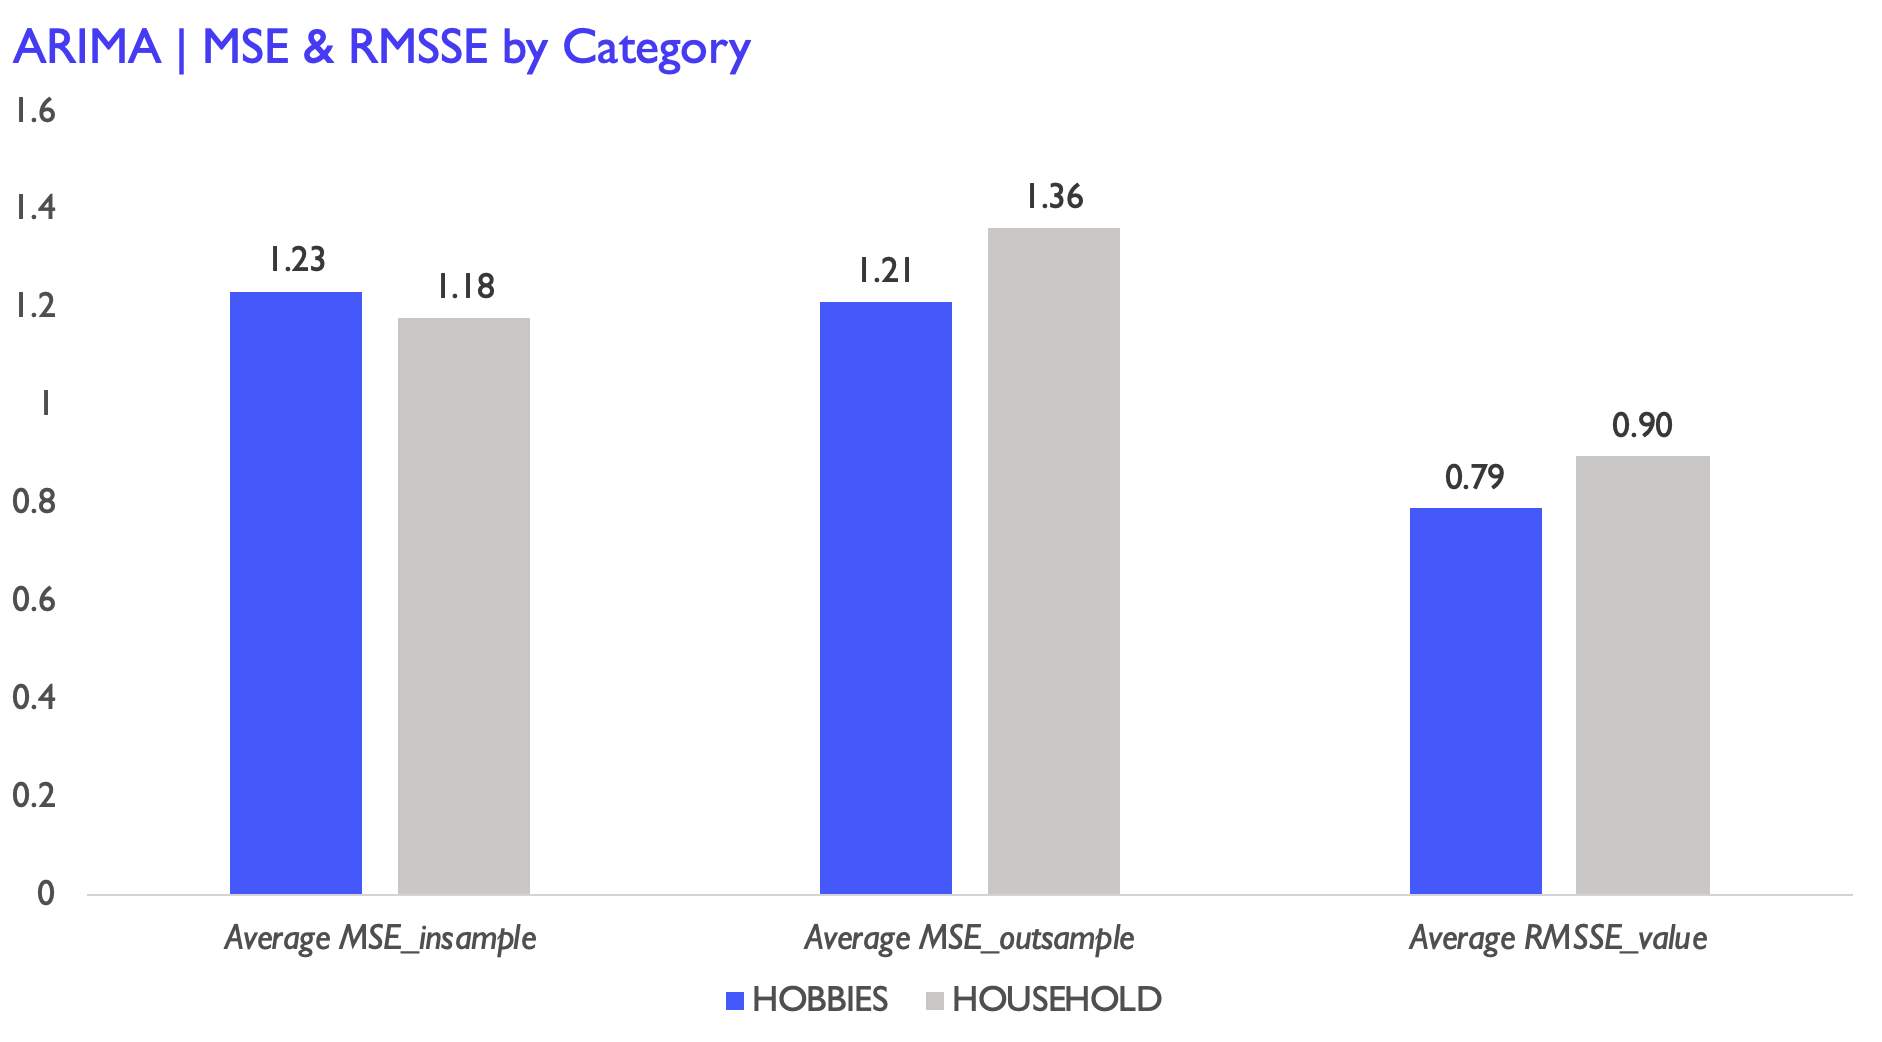 ARIMA | MSE & RMSSE by Category
1.6
1.4
1.2
1
0.8
0.6
0.4
0.2
0
1.23
1.18
1.21
1.36
0.79
0.90
Average MSE_insample
Average MSE_outsample
Average RMSSE_value
HOBBIES
HOUSEHOLD